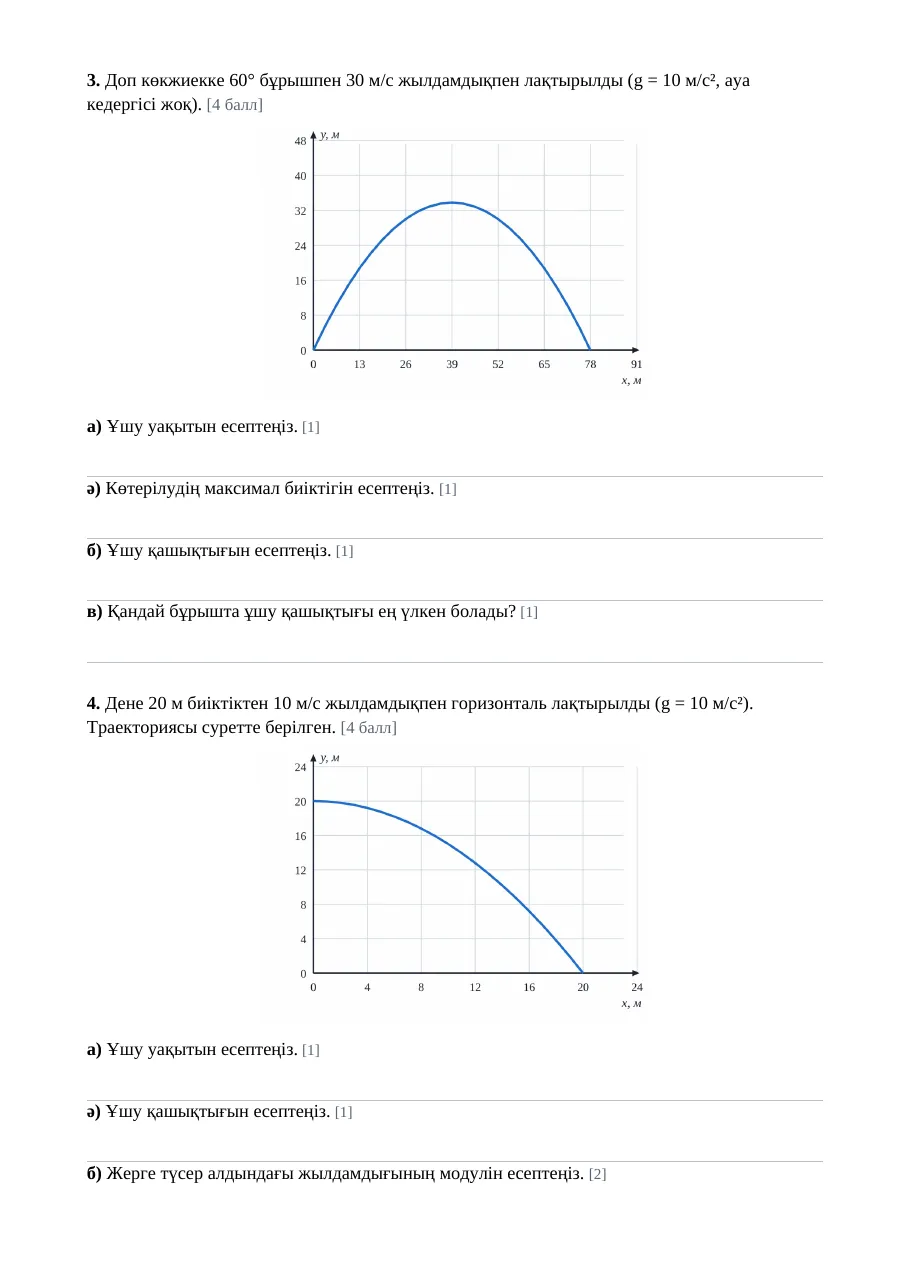 3. Доп көкжиекке 60° бұрышпен 30 м/с жылдамдықпен лақтырылды (g = 10 м/с², ауа
кедергісі жоқ). [4 балл]
y, м
48
40
32
24
16
8
0
0 13 26 39 52 65 78 91
x, м
а) Ұшу уақытын есептеңіз. [1]
ә) Көтерілудің максимал биіктігін есептеңіз. [1]
б) Ұшу қашықтығын есептеңіз. [1]
в) Қандай бұрышта ұшу қашықтығы ең үлкен болады? [1]
4. Дене 20 м биіктіктен 10 м/с жылдамдықпен горизонталь лақтырылды (g = 10 м/с²).
Траекториясы суретте берілген. [4 балл]
y, м
24
20
16
12
8
4
0
0 4 8 12 16 20 24
x, м
а) Ұшу уақытын есептеңіз. [1]
ә) Ұшу қашықтығын есептеңіз. [1]
б) Жерге түсер алдындағы жылдамдығының модулін есептеңіз. [2]